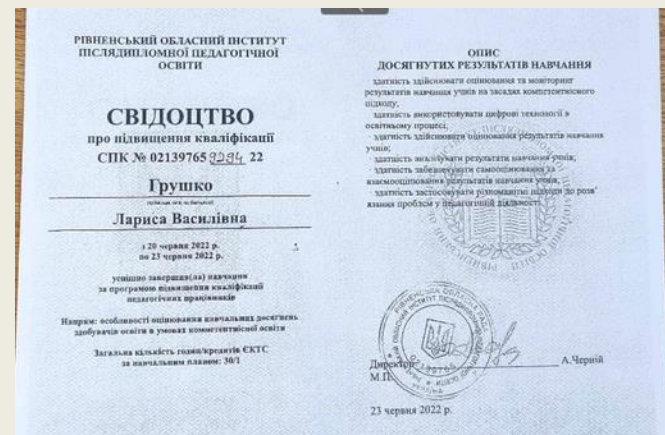 РІВНЕНСЬКИЙ ОБЛАСНИЙ ІНСТИТУТ
ПІСЛЯДИПЛОМНОЇ ПЕДАГОГІЧНОЇ
ОСВІТИ
СВІДОЦТВО
про підвищення кваліфікації
СПК № 02139765 9294 22
Грушко
Лариса Василівна
з 20 червня 2022 р.
по 23 червня 2022 р.
успішно завершив(ла) навчання
за програмою підвищення кваліфікації
педагогічних працівників
Напрям: особливості оцінювання навчальних досягнень
здобувачів освіти в умовах компетентнісної освіти
Загальна кількість годин/кредитів ЄКТС
за навчальним планом: 30/1
ОПИС
ДОСЯГНУТИХ РЕЗУЛЬТАТІВ НАВЧАННЯ
- здатність здійснювати оцінювання та моніторинг
результатів навчання учнів на засадах компетентнісного
підходу;
- здатність використовувати цифрові технології в
освітньому процесі;
- здатність здійснювати оцінювання результатів навчання
учнів;
- здатність аналізувати результати навчання учнів;
- здатність забезпечувати самооцінювання та
взаємооцінювання результатів навчання учнів;
- здатність застосовувати різноманітні підходи до розв'
язання проблем у педагогічній діяльності.
Директор А.Черній
М.П.
02139765
23 червня 2022 р.